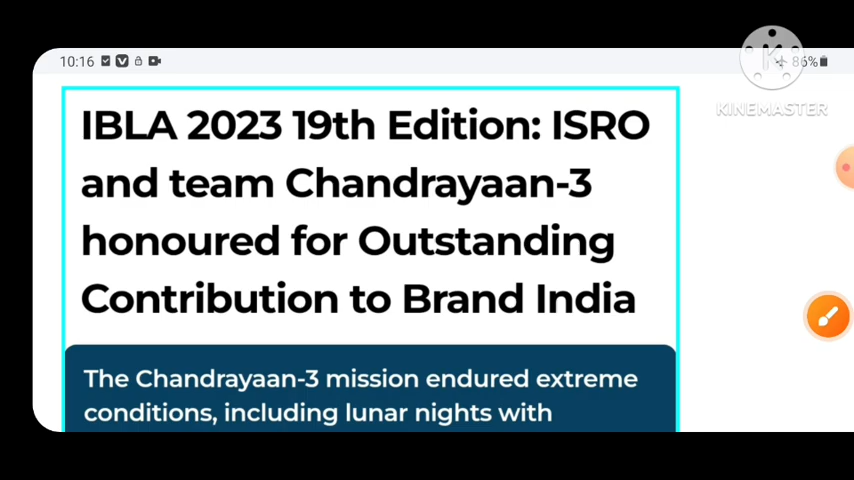 10:16
86%
KINEMASTER
IBLA 2023 19th Edition: ISRO
and team Chandrayaan-3
honoured for Outstanding
Contribution to Brand India
The Chandrayaan-3 mission endured extreme
conditions, including lunar nights with